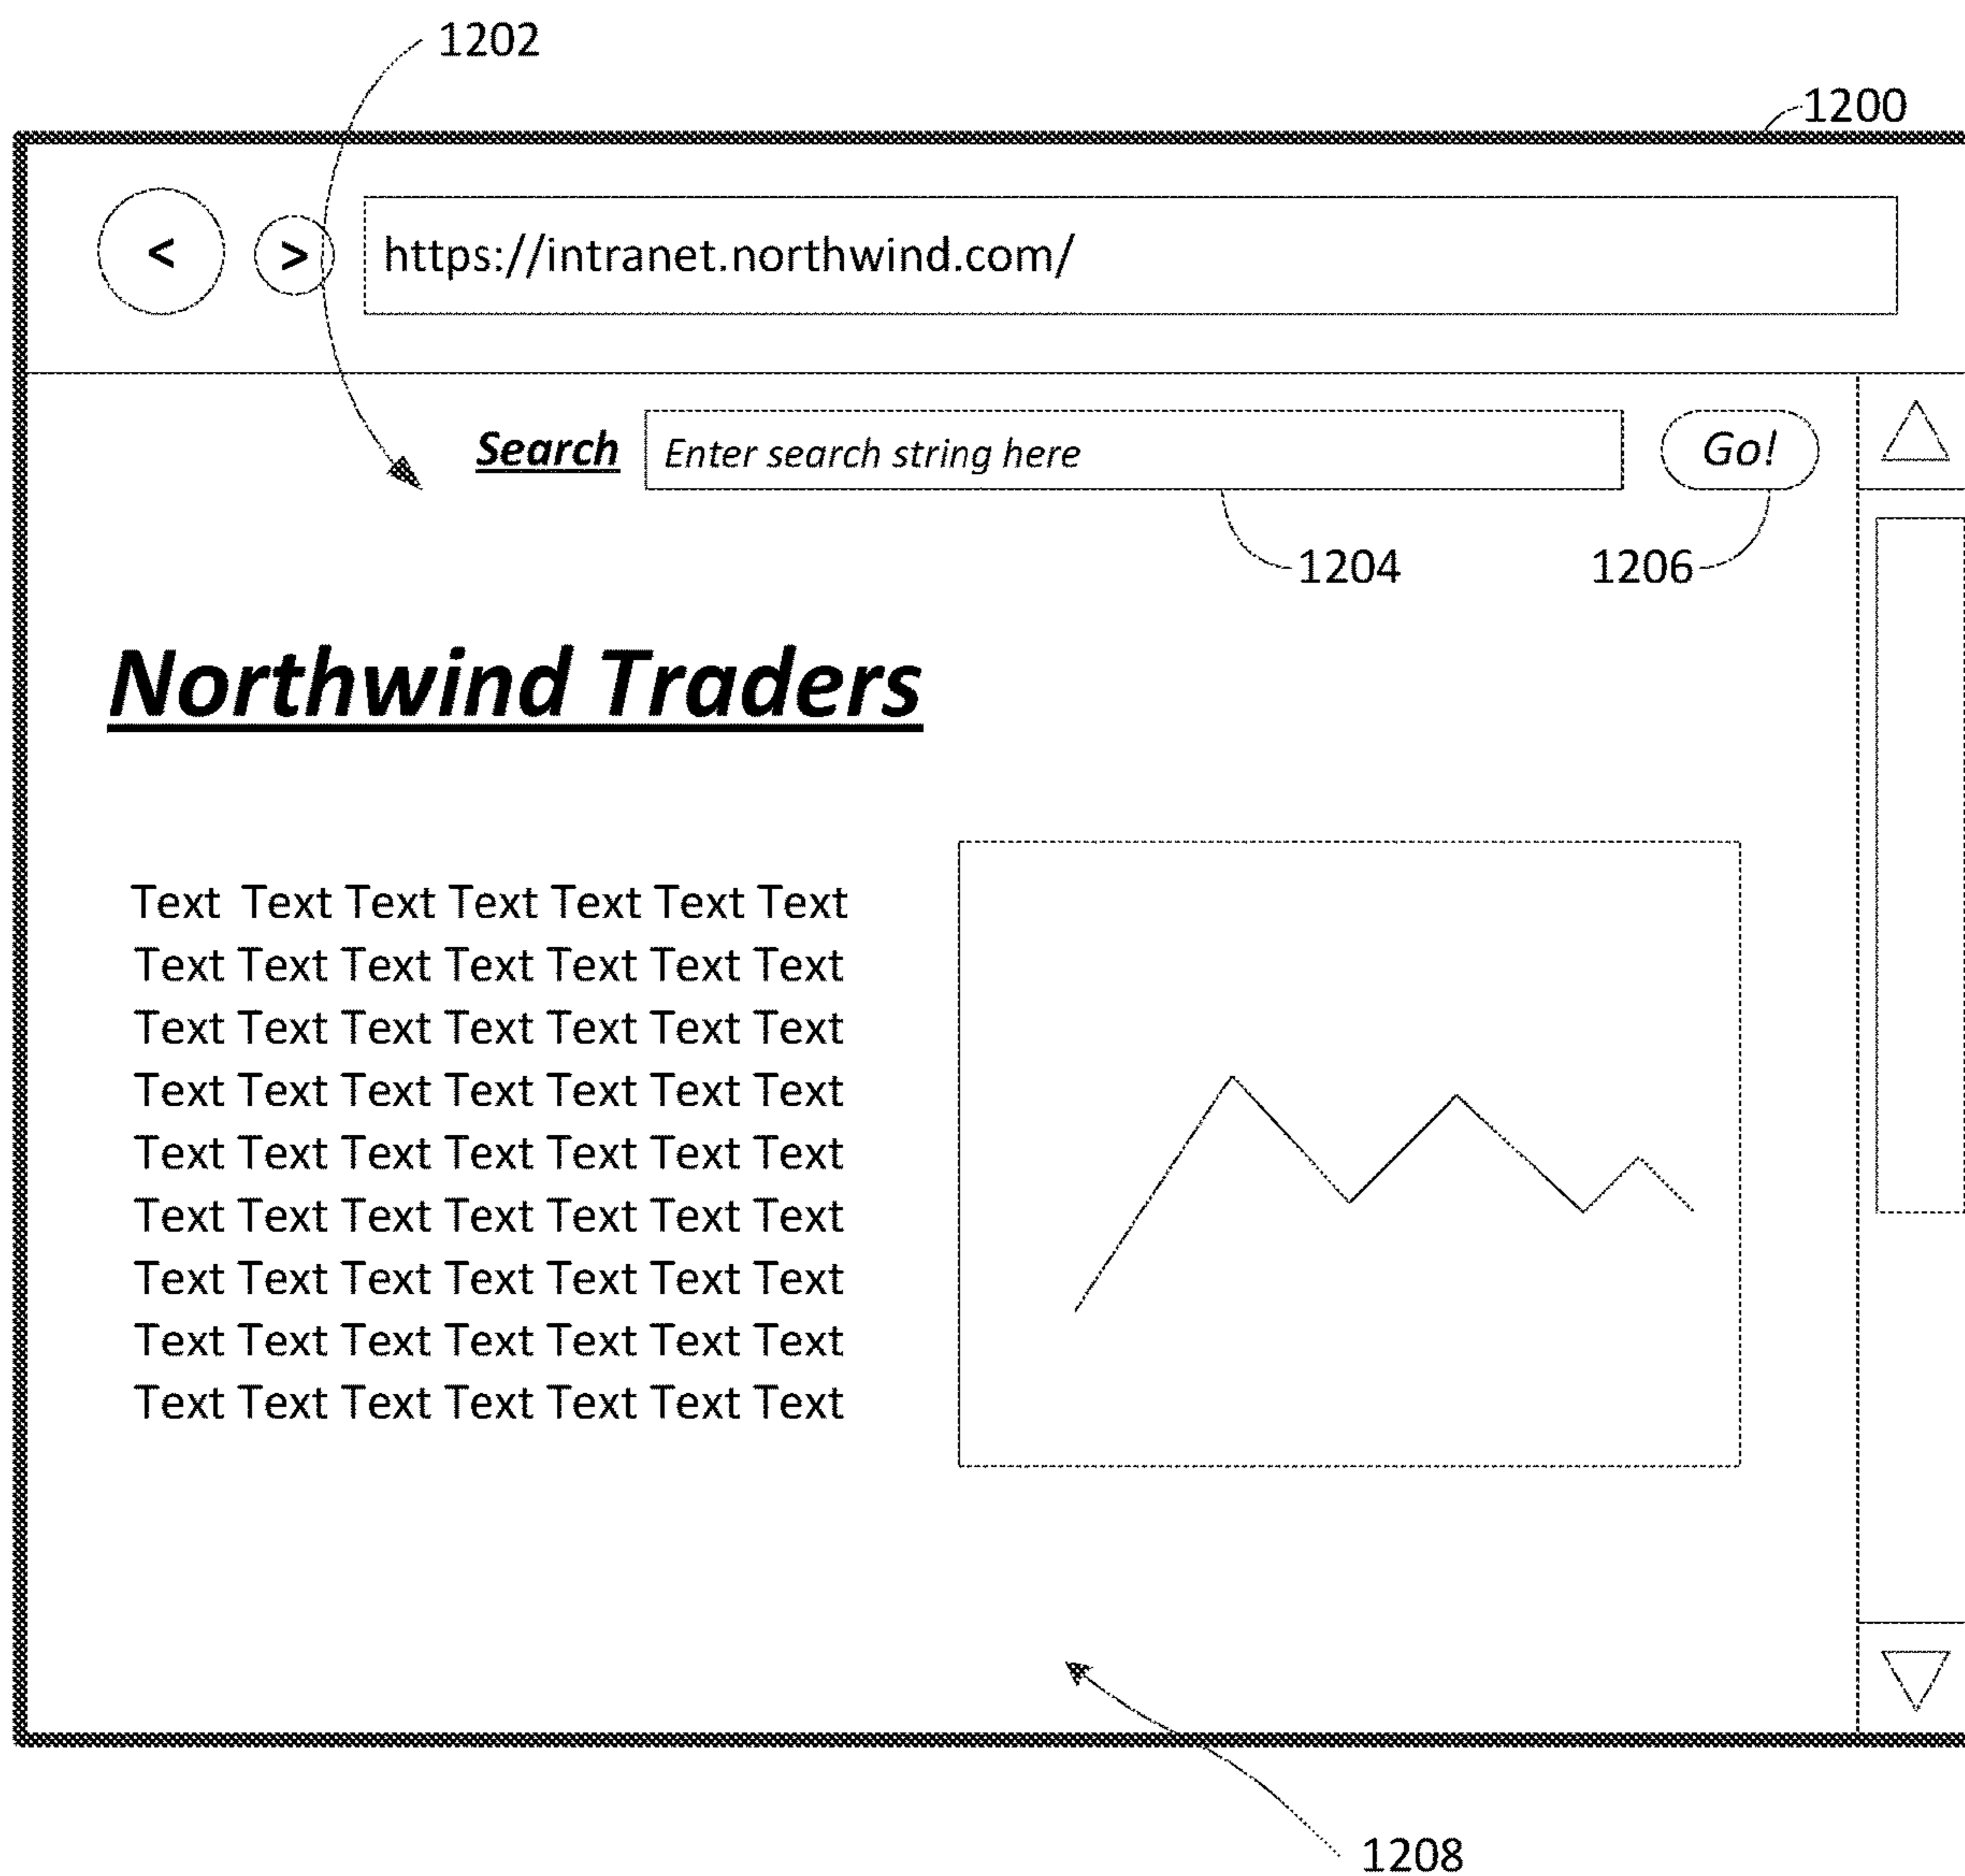 1202
1200
< > https://intranet.northwind.com/
Search Enter search string here Go!
1204 1206
Northwind Traders
Text Text Text Text Text Text Text
Text Text Text Text Text Text Text
Text Text Text Text Text Text Text
Text Text Text Text Text Text Text
Text Text Text Text Text Text Text
Text Text Text Text Text Text Text
Text Text Text Text Text Text Text
Text Text Text Text Text Text Text
Text Text Text Text Text Text Text
1208